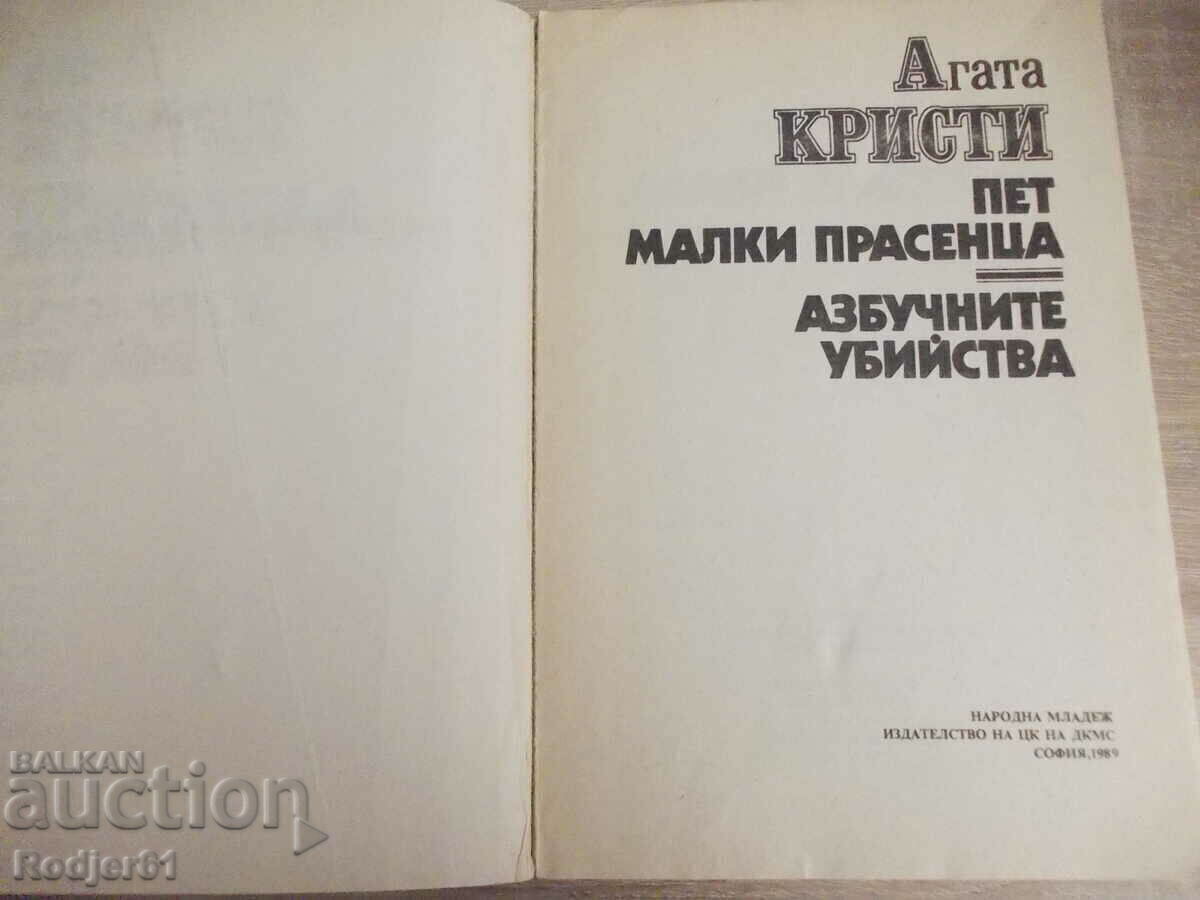 Агата
КРИСТИ
ПЕТ
МАЛКИ ПРАСЕНЦА
АЗБУЧНИТЕ
УБИЙСТВА
НАРОДНА МЛАДЕЖ
ИЗДАТЕЛСТВО НА ЦК НА ДКМС
СОФИЯ, 1989
BALKAN
auction
Rodjer61